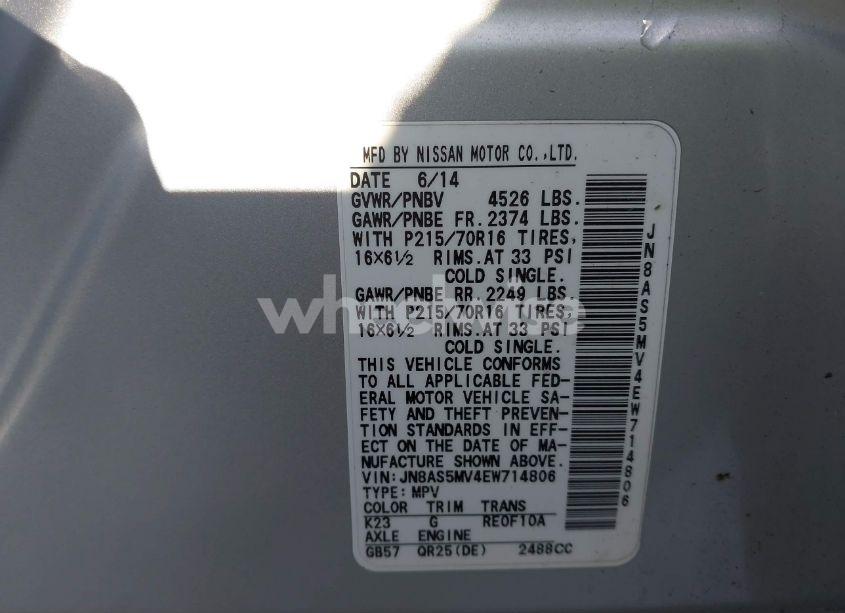 MFD BY NISSAN MOTOR CO.,LTD.
DATE 6/14
GVWR/PNBV 4526 LBS.
GAWR/PNBE FR.2374 LBS.
WITH P215/70R16 TIRES,
16X6½ RIMS.AT 33 PSI
COLD SINGLE.
GAWR/PNBE RR.2249 LBS.
WITH P215/70R16 TIRES,
16X6½ RIMS.AT 33 PSI
COLD SINGLE.
THIS VEHICLE CONFORMS
TO ALL APPLICABLE FED-
ERAL MOTOR VEHICLE SA-
FETY AND THEFT PREVEN-
TION STANDARDS IN EFF-
ECT ON THE DATE OF MA-
NUFACTURE SHOWN ABOVE.
VIN:JN8AS5MV4EW714806
TYPE:MPV
COLOR TRIM TRANS
K23 G RE0F10A
AXLE ENGINE
GB57 QR25(DE) 2488CC
JN8AS5MV4EW714806